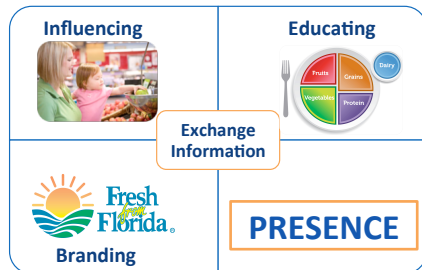 Influencing
Educating
Fruits
Grains
Dairy
Vegetables
Protein
Exchange
Information
Fresh
from
Florida®
Branding
PRESENCE